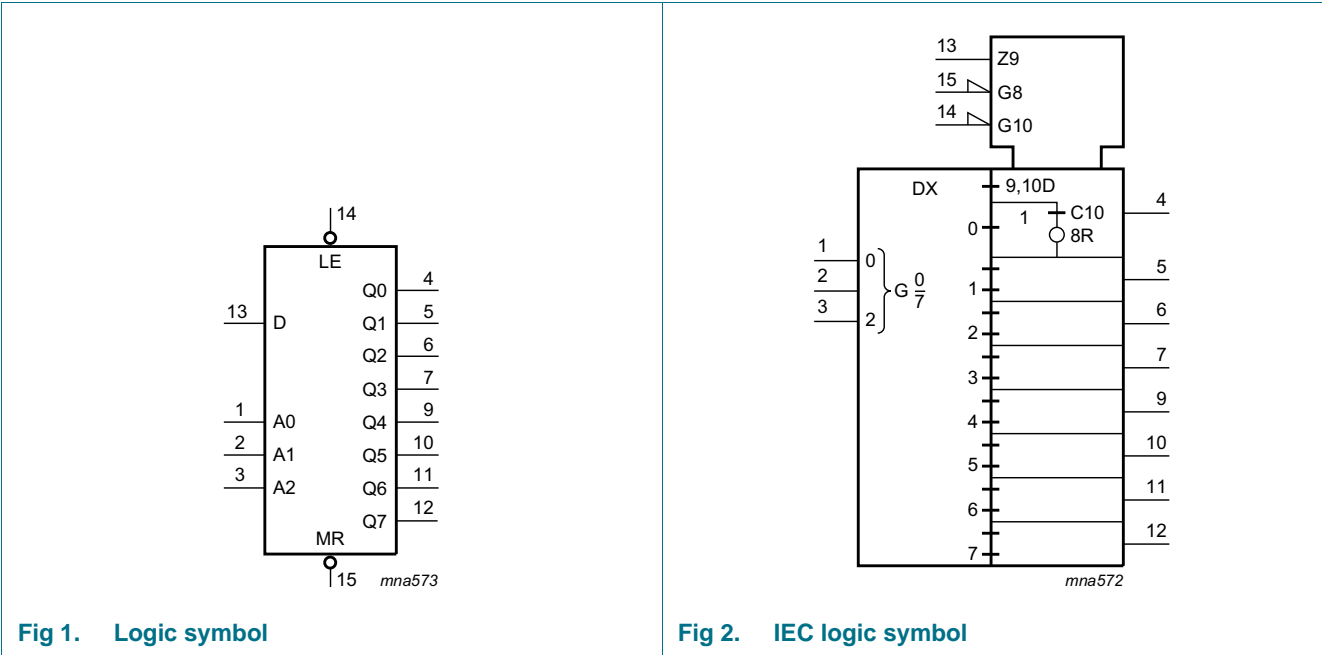 14
LE
Q0 4
13 D Q1 5
Q2 6
Q3 7
1 A0 Q4 9
2 A1 Q5 10
3 A2 Q6 11
Q7 12
MR
15 mna573
Fig 1. Logic symbol
13 Z9
15 G8
14 G10
DX 9,10D
4
0 1 C10
8R
1 0
2 G 0
7
3 2
1 5
2 6
3 7
4 9
5 10
6 11
7 12
mna572
Fig 2. IEC logic symbol